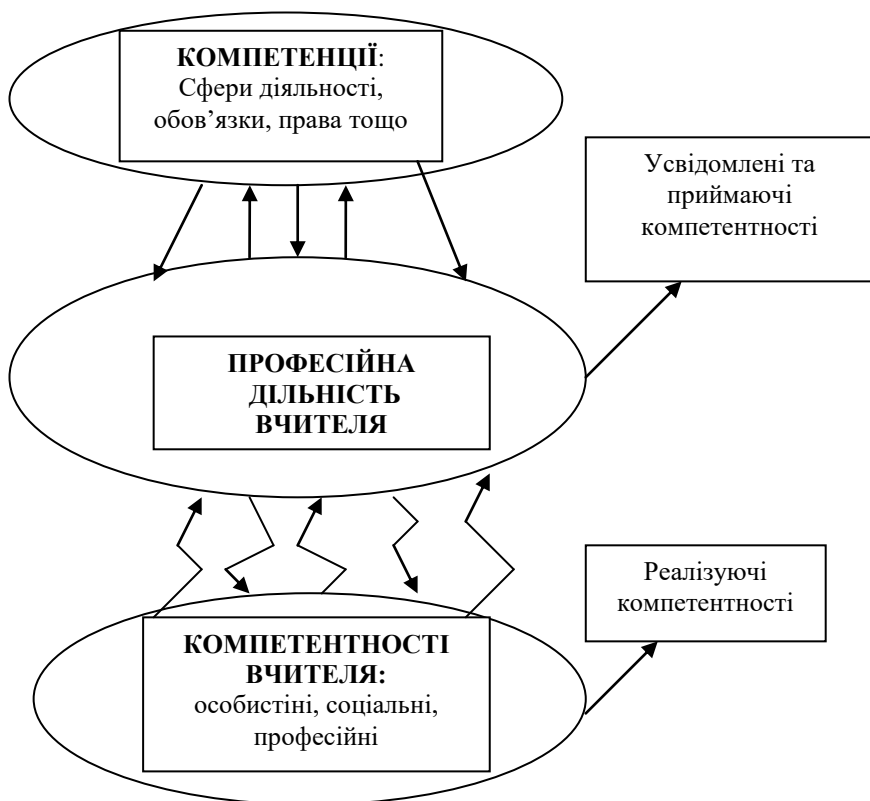 КОМПЕТЕНЦІЇ:
Сфери діяльності,
обов’язки, права тощо
Усвідомлені та
приймаючі
компетентності
ПРОФЕСІЙНА
ДІЛЬНІСТЬ
ВЧИТЕЛЯ
Реалізуючі
компетентності
КОМПЕТЕНТНОСТІ
ВЧИТЕЛЯ:
особистіні, соціальні,
професійні